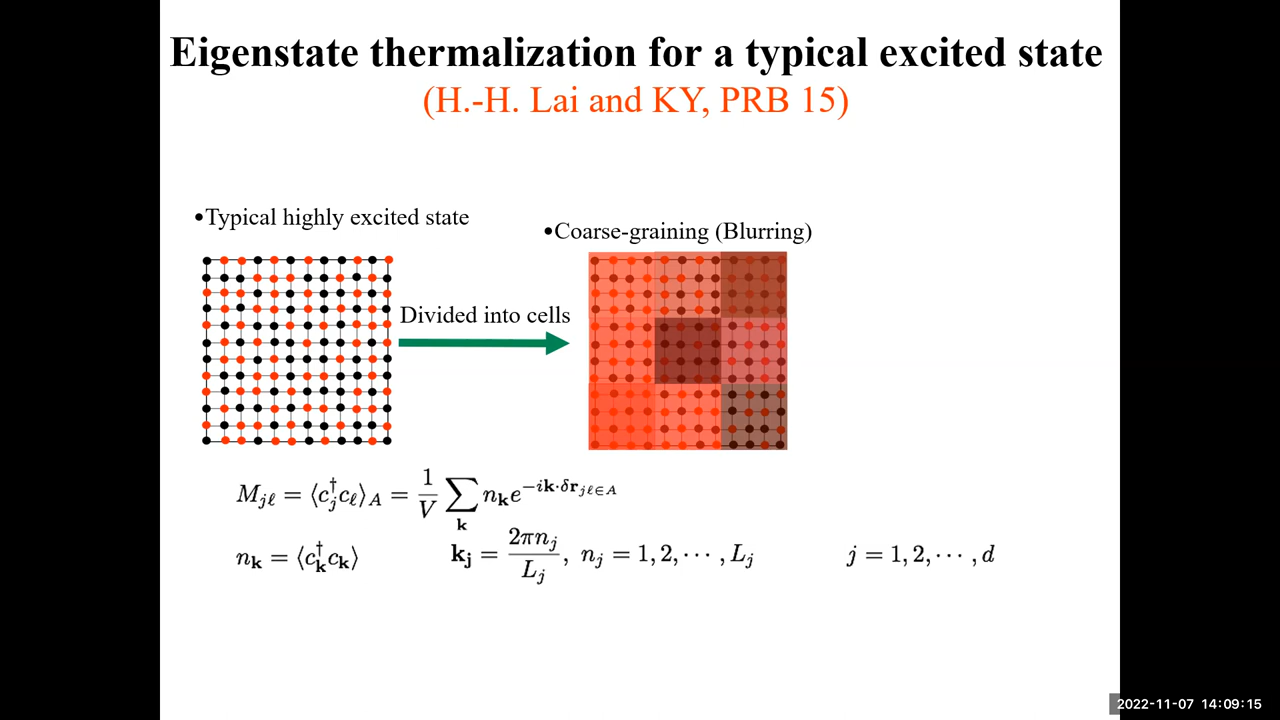 Eigenstate thermalization for a typical excited state
(H.-H. Lai and KY, PRB 15)
•Typical highly excited state
•Coarse-graining (Blurring)
Divided into cells
$M_{j\ell} = \langle c_j^\dagger c_\ell \rangle_A = \frac{1}{V} \sum_{\mathbf{k}} n_{\mathbf{k}} e^{-i\mathbf{k}\cdot\delta\mathbf{r}_{j\ell\in A}}$
$n_{\mathbf{k}} = \langle c_{\mathbf{k}}^\dagger c_{\mathbf{k}} \rangle$ $\mathbf{k_j} = \frac{2\pi n_j}{L_j}, \; n_j = 1, 2, \cdots, L_j$ $j = 1, 2, \cdots, d$
2022-11-07 14:09:15